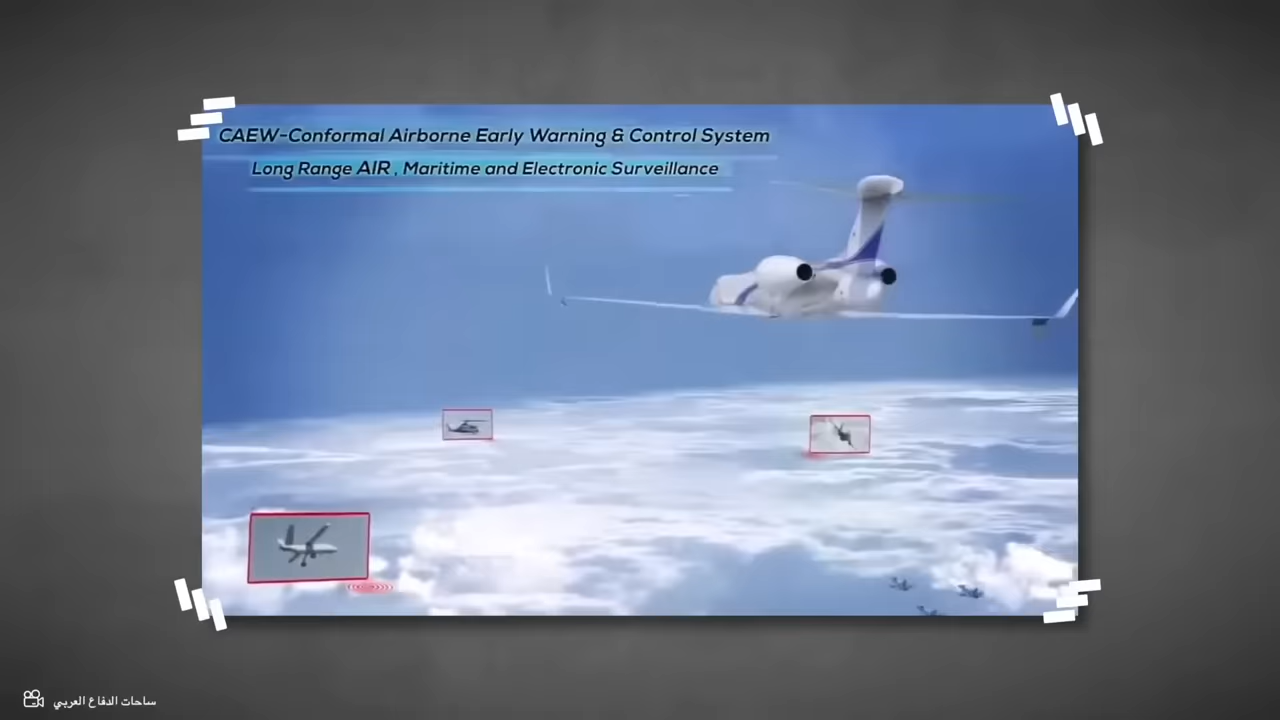 CAEW-Conformal Airborne Early Warning & Control System
Long Range AIR , Maritime and Electronic Surveillance
ساحات الدفاع العربي